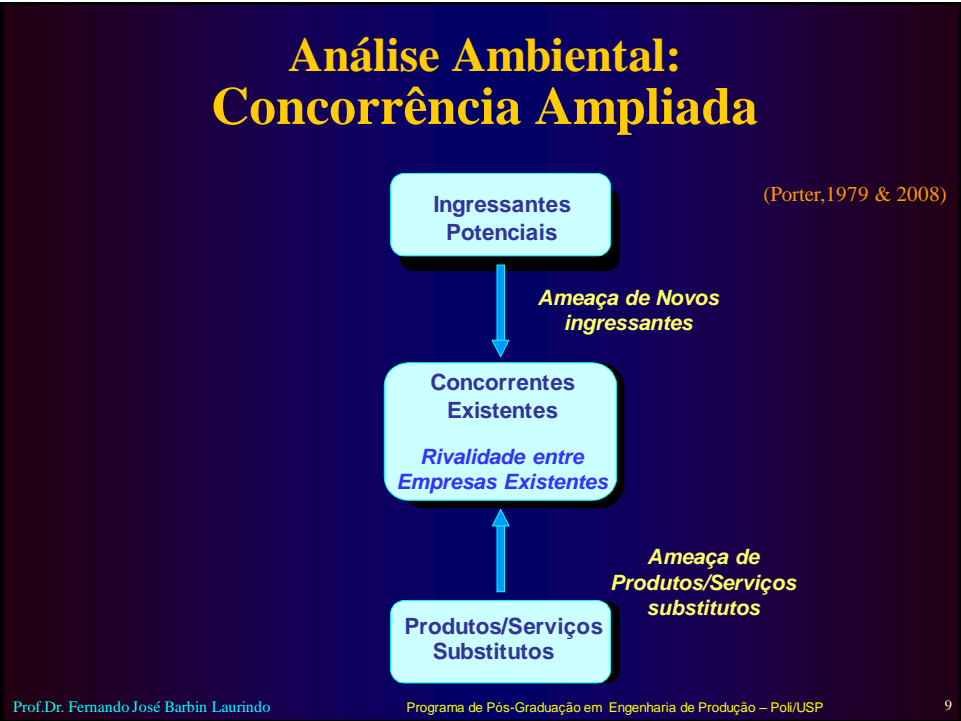 Análise Ambiental:
Concorrência Ampliada
(Porter,1979 & 2008)
Ingressantes
Potenciais
Ameaça de Novos
ingressantes
Concorrentes
Existentes
Rivalidade entre
Empresas Existentes
Ameaça de
Produtos/Serviços
substitutos
Produtos/Serviços
Substitutos
Prof.Dr. Fernando José Barbin Laurindo
Programa de Pós-Graduação em Engenharia de Produção – Poli/USP
9